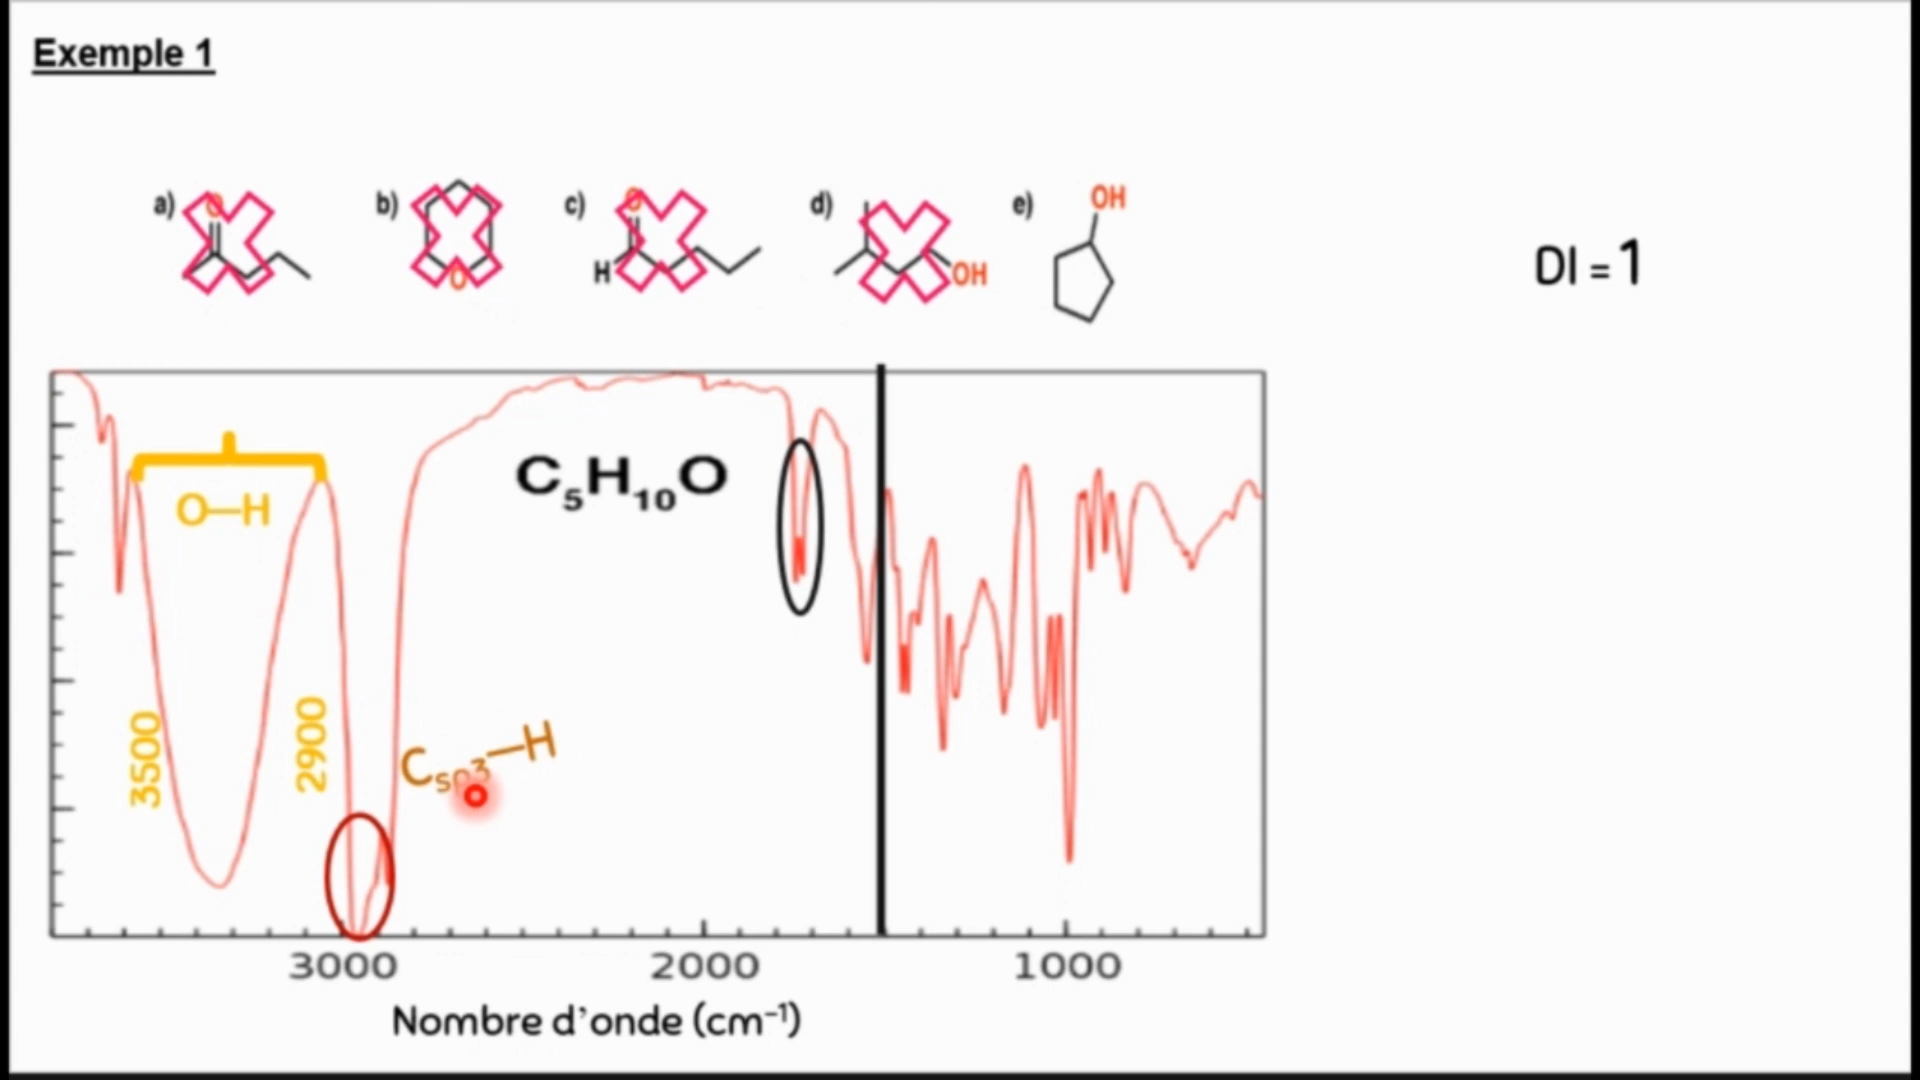 Exemple 1
a) O
b) O
c) O H
d) OH
e) OH
DI = 1
O—H
C₅H₁₀O
3500
2900
Csp3—H
3000 2000 1000
Nombre d'onde (cm⁻¹)